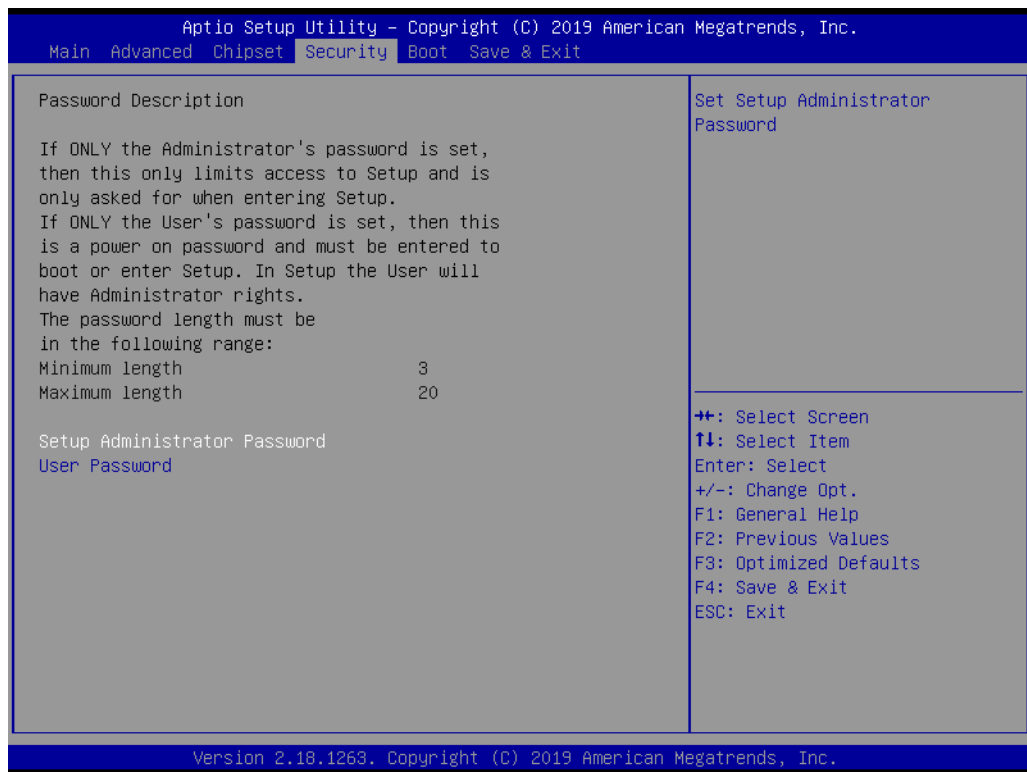 Aptio Setup Utility – Copyright (C) 2019 American Megatrends, Inc.
Main Advanced Chipset Security Boot Save & Exit
Password Description
If ONLY the Administrator's password is set,
then this only limits access to Setup and is
only asked for when entering Setup.
If ONLY the User's password is set, then this
is a power on password and must be entered to
boot or enter Setup. In Setup the User will
have Administrator rights.
The password length must be
in the following range:
Minimum length 3
Maximum length 20
Setup Administrator Password
User Password
Set Setup Administrator
Password
→←: Select Screen
↑↓: Select Item
Enter: Select
+/-: Change Opt.
F1: General Help
F2: Previous Values
F3: Optimized Defaults
F4: Save & Exit
ESC: Exit
Version 2.18.1263. Copyright (C) 2019 American Megatrends, Inc.